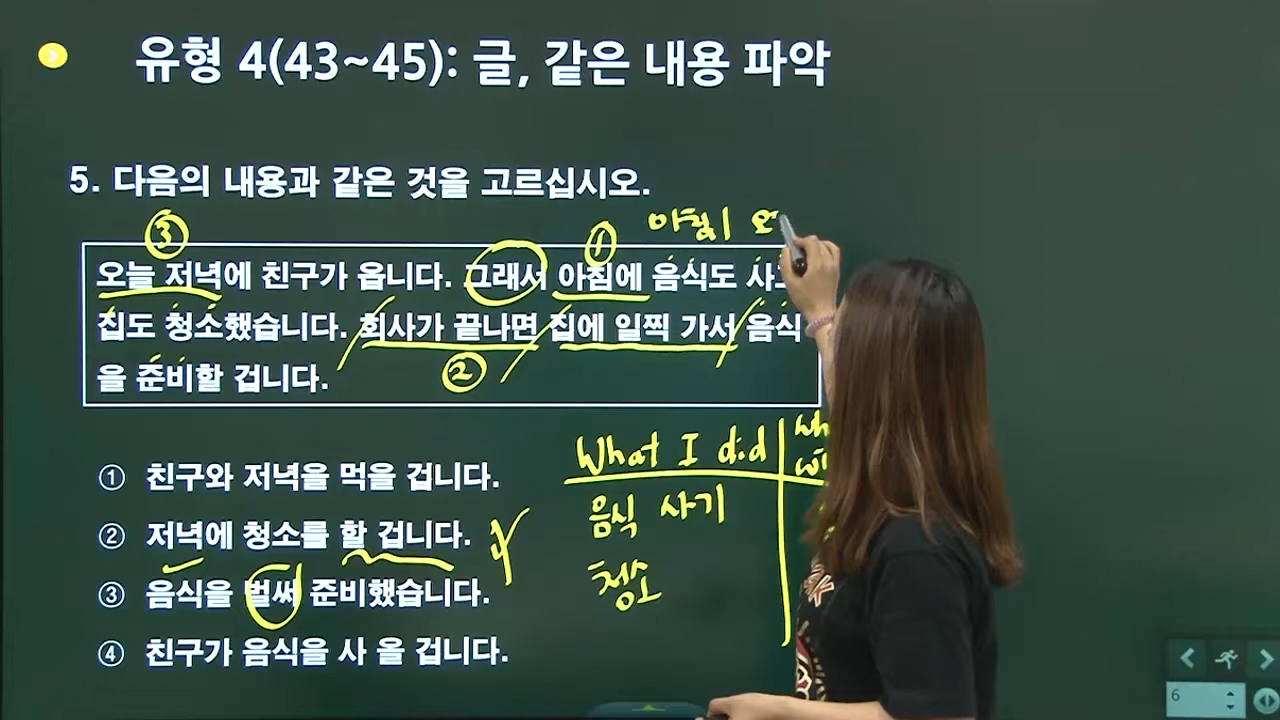 유형 4(43~45): 글, 같은 내용 파악
5. 다음의 내용과 같은 것을 고르십시오.
아침
③
①
오늘 저녁에 친구가 옵니다. 그래서 아침에 음식도
집도 청소했습니다. 회사가 끝나면 집에 일찍 가서 음식
을 준비할 겁니다.
②
What I did
① 친구와 저녁을 먹을 겁니다.
음식 사기
② 저녁에 청소를 할 겁니다.
청소
③ 음식을 벌써 준비했습니다.
④ 친구가 음식을 사 올 겁니다.
6